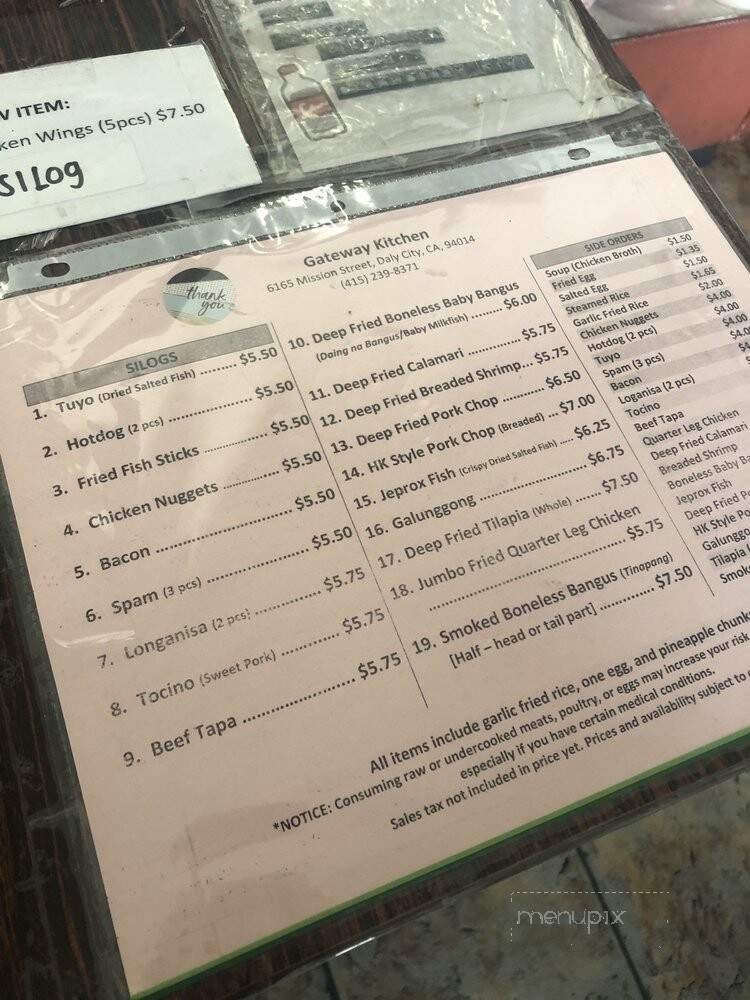 ITEM:
Wings (5pcs) $7.50
SILOG
thank
you
Gateway Kitchen
6165 Mission Street, Daly City, CA, 94014
(415) 239-8371
SILOGS
1. Tuyo (Dried Salted Fish) ......... $5.50
2. Hotdog (2 pcs) ..................... $5.50
3. Fried Fish Sticks ................ $5.50
4. Chicken Nuggets .............. $5.50
5. Bacon .............................. $5.50
6. Spam (3 pcs) ....................... $5.50
7. Longanisa (2 pcs) ................ $5.75
8. Tocino (Sweet Pork) .............. $5.75
9. Beef Tapa ......................... $5.75
10. Deep Fried Boneless Baby Bangus
(Daing na Bangus/Baby Milkfish) ......... $6.00
11. Deep Fried Calamari .............. $5.75
12. Deep Fried Breaded Shrimp... $5.75
13. Deep Fried Pork Chop ............ $6.50
14. HK Style Pork Chop (Breaded) ... $7.00
15. Jeprox Fish (Crispy Dried Salted Fish) .... $6.25
16. Galunggong ........................ $6.75
17. Deep Fried Tilapia (Whole) ....... $7.50
18. Jumbo Fried Quarter Leg Chicken
.......................................... $5.75
19. Smoked Boneless Bangus (Tinapang)
[Half – head or tail part] ............ $7.50
SIDE ORDERS
Soup (Chicken Broth) $1.50
Fried Egg $1.35
Salted Egg $1.50
Steamed Rice $1.65
Garlic Fried Rice $2.00
Chicken Nuggets $4.00
Hotdog (2 pcs) $4.00
Tuyo $4.00
Spam (3 pcs)
Bacon
Loganisa (2 pcs)
Tocino
Beef Tapa
Quarter Leg Chicken
Deep Fried Calamari
Breaded Shrimp
Boneless Baby
Jeprox Fish
Deep Fried
HK Style
Tilapia
All items include garlic fried rice, one egg, and pineapple
*NOTICE: Consuming raw or undercooked meats, poultry, or eggs may increase your risk
especially if you have certain medical conditions.
Sales tax not included in price yet. Prices and availability subject to
menupix